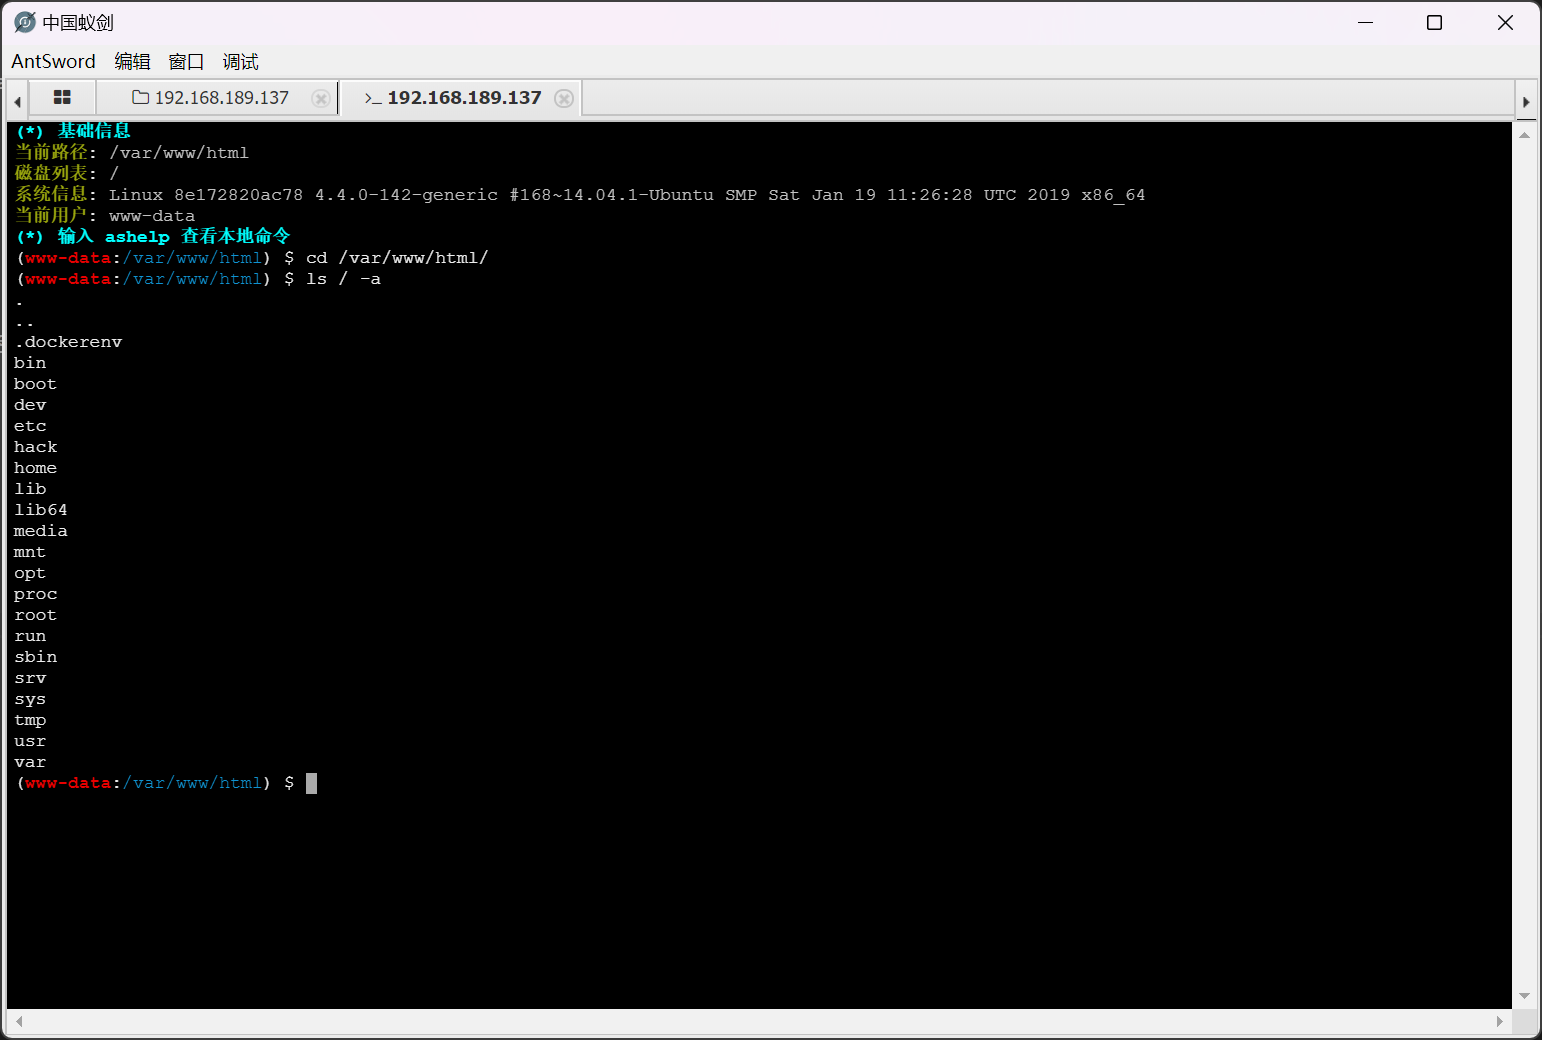 中国蚁剑
AntSword 编辑 窗口 调试
192.168.189.137 >_ 192.168.189.137
(*) 基础信息
当前路径: /var/www/html
磁盘列表: /
系统信息: Linux 8e172820ac78 4.4.0-142-generic #168~14.04.1-Ubuntu SMP Sat Jan 19 11:26:28 UTC 2019 x86_64
当前用户: www-data
(*) 输入 ashelp 查看本地命令
(www-data:/var/www/html) $ cd /var/www/html/
(www-data:/var/www/html) $ ls / -a
.
..
.dockerenv
bin
boot
dev
etc
hack
home
lib
lib64
media
mnt
opt
proc
root
run
sbin
srv
sys
tmp
usr
var
(www-data:/var/www/html) $